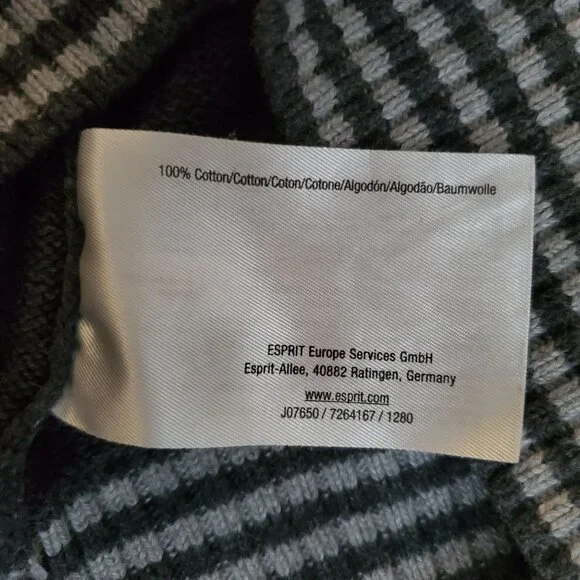 100% Cotton/Cotton/Coton/Cotone/Algodón/Algodão/Baumwolle
ESPRIT Europe Services GmbH
Esprit-Allee, 40882 Ratingen, Germany
www.esprit.com
J07650 / 7264167 / 1280